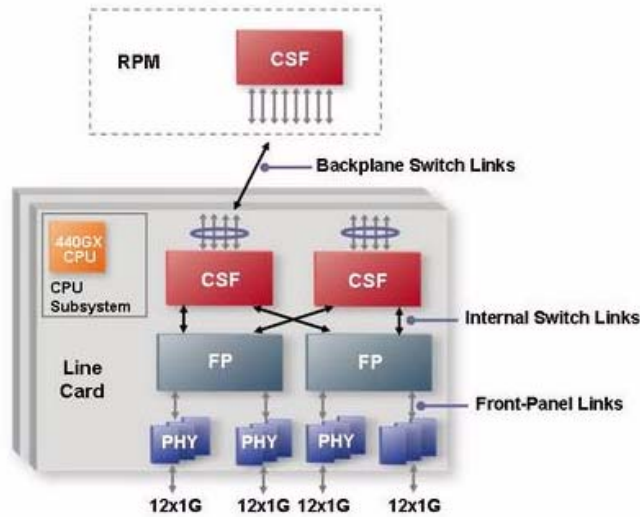 RPM
CSF
Backplane Switch Links
440GX
CPU
CPU
Subsystem
CSF
CSF
Internal Switch Links
Line
Card
FP
FP
Front-Panel Links
PHY
PHY
PHY
12x1G
12x1G
12x1G
12x1G